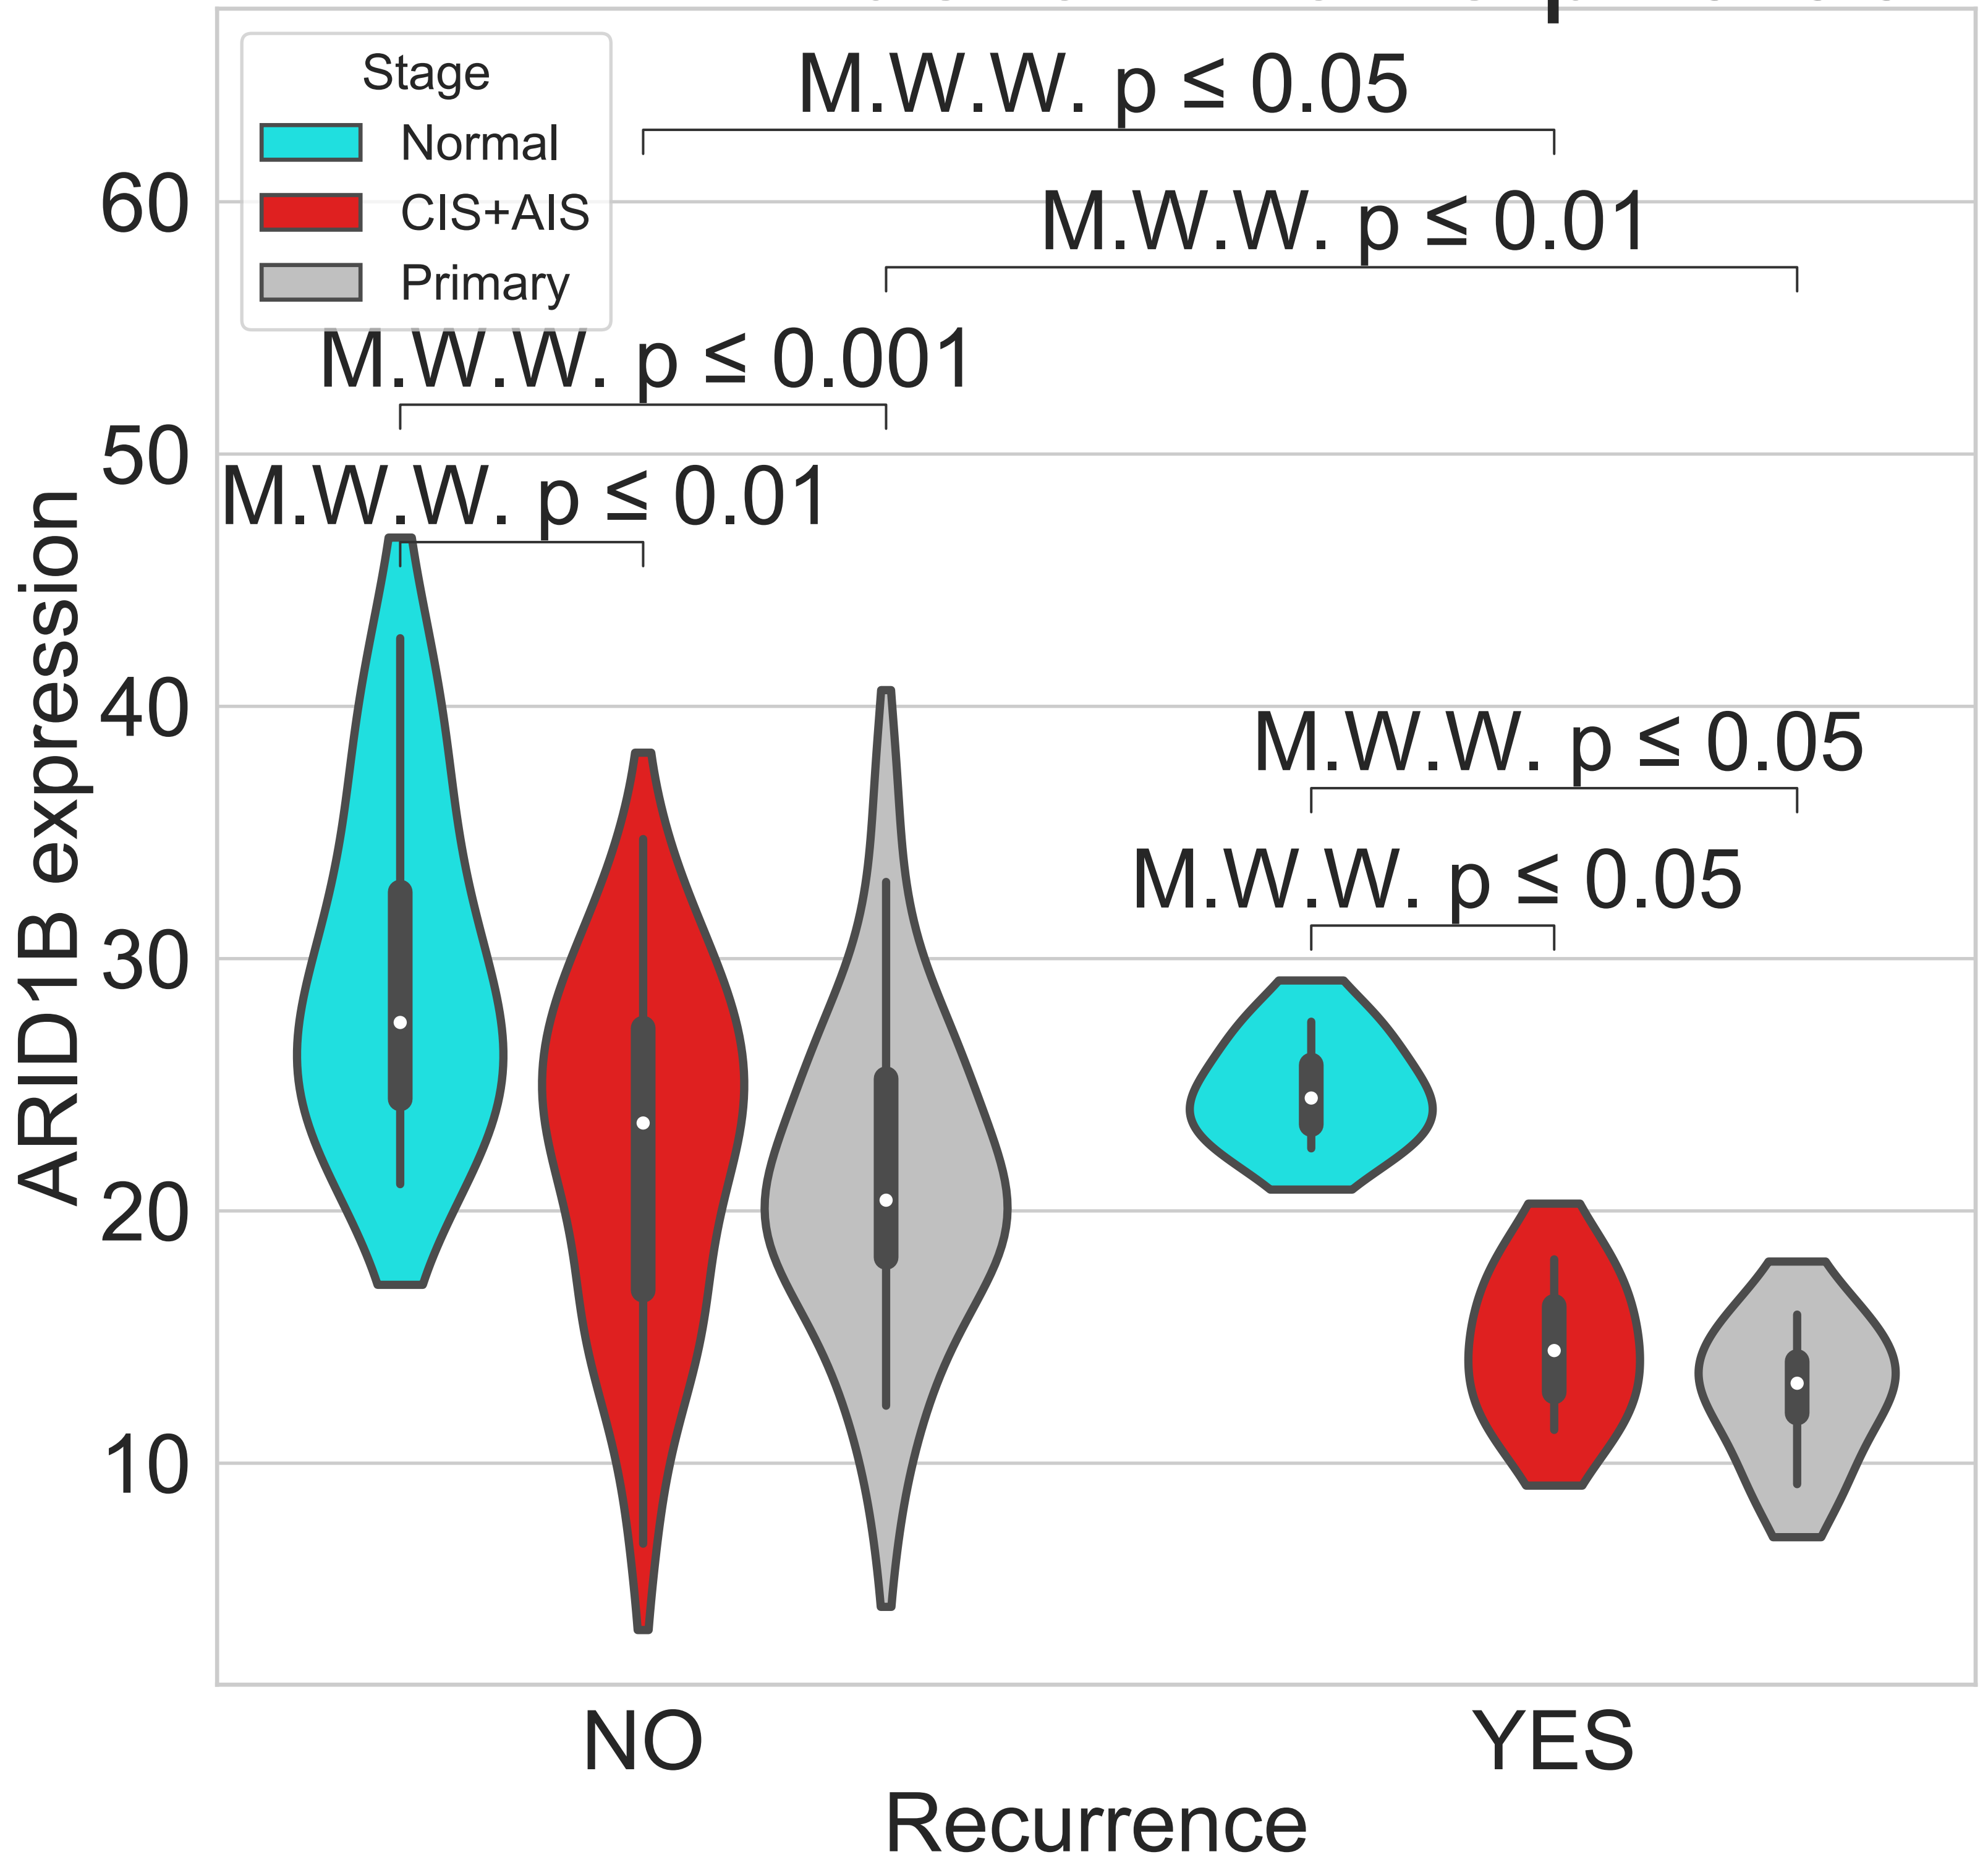 Stage
Normal
CIS+AIS
Primary
M.W.W. p ≤ 0.05
M.W.W. p ≤ 0.01
M.W.W. p ≤ 0.001
M.W.W. p ≤ 0.01
M.W.W. p ≤ 0.05
M.W.W. p ≤ 0.05
60
50
40
30
20
10
ARID1B expression
NO
YES
Recurrence